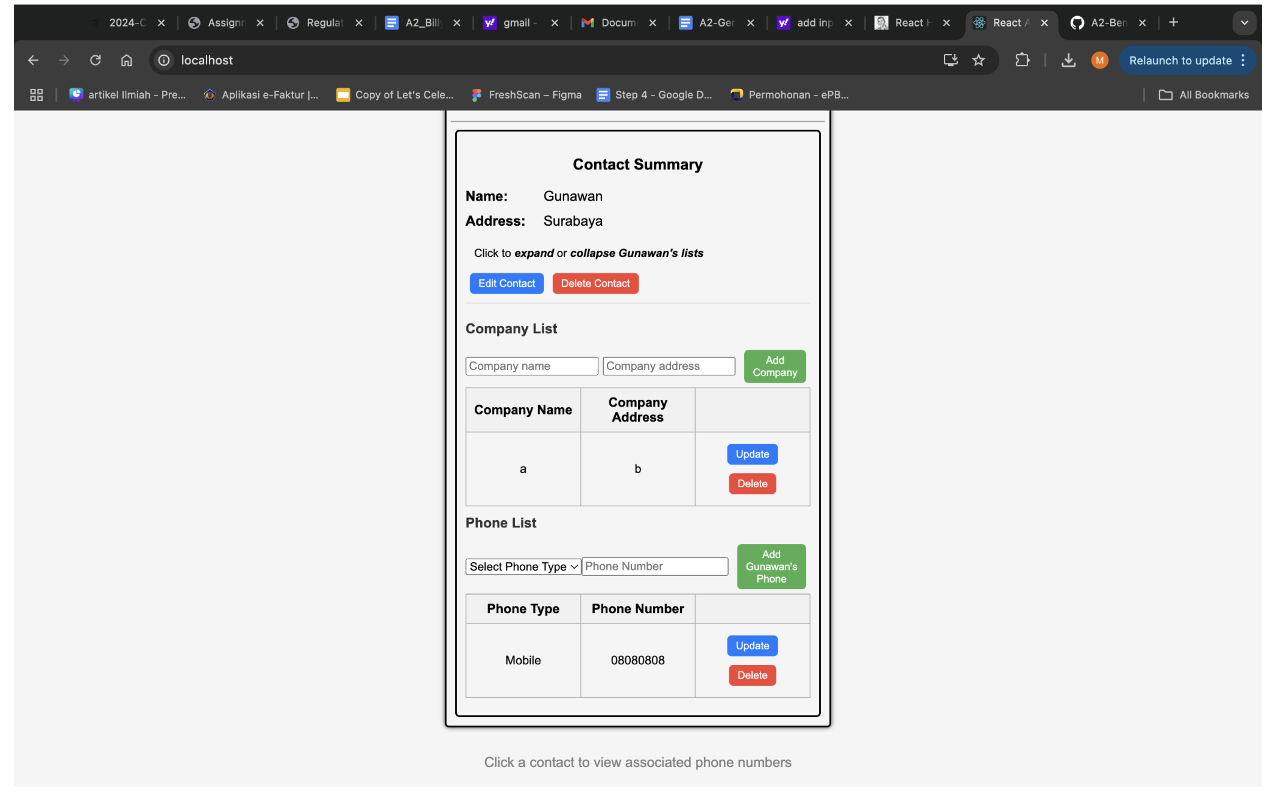 2024-C
Assignr
Regulat
A2_Bill
gmail -
Docum
A2-Ger
add inp
React H
React A
A2-Ben
localhost
Relaunch to update
artikel Ilmiah - Pre...
Aplikasi e-Faktur |...
Copy of Let's Cele...
FreshScan – Figma
Step 4 - Google D...
Permohonan - ePB...
All Bookmarks
Contact Summary
Name: Gunawan
Address: Surabaya
Click to expand or collapse Gunawan's lists
Edit Contact Delete Contact
Company List
Company name Company address Add Company
Company Name Company Address
a b Update
Delete
Phone List
Select Phone Type Phone Number Add Gunawan's Phone
Phone Type Phone Number
Mobile 08080808 Update
Delete
Click a contact to view associated phone numbers